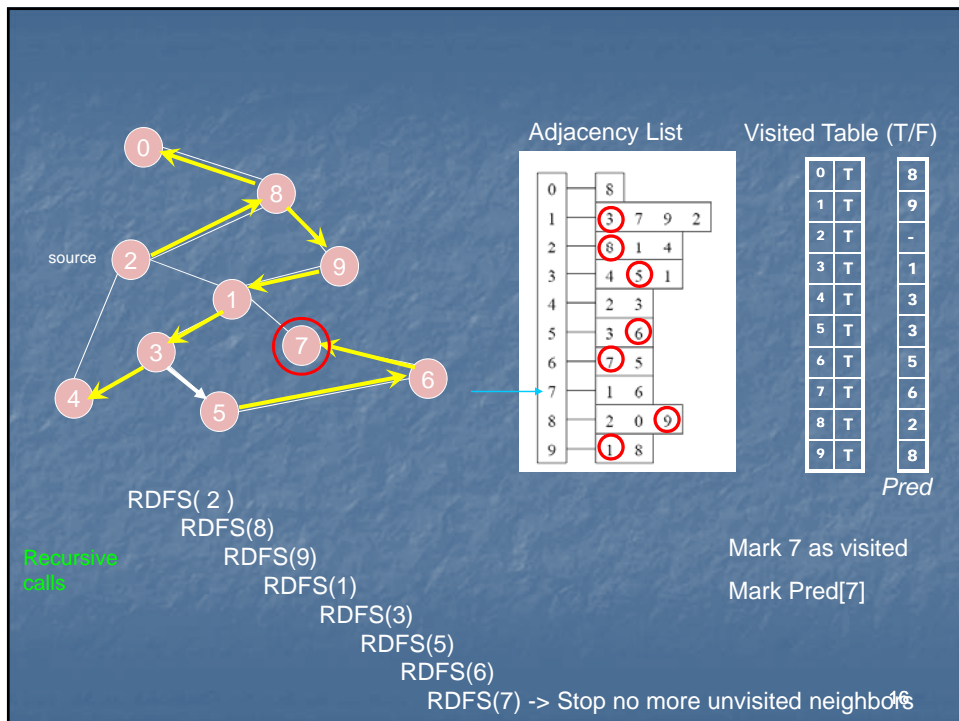 Adjacency List
Visited Table (T/F)
0
8
2
source
9
1
7
3
6
4
5
0 8
1 3 7 9 2
2 8 1 4
3 4 5 1
4 2 3
5 3 6
6 7 5
7 1 6
8 2 0 9
9 1 8
0 T 8
1 T 9
2 T -
3 T 1
4 T 3
5 T 3
6 T 5
7 T 6
8 T 2
9 T 8
Pred
RDFS( 2 )
RDFS(8)
RDFS(9)
RDFS(1)
RDFS(3)
RDFS(5)
RDFS(6)
RDFS(7) -> Stop no more unvisited neighbors
Recursive
calls
Mark 7 as visited
Mark Pred[7]
16